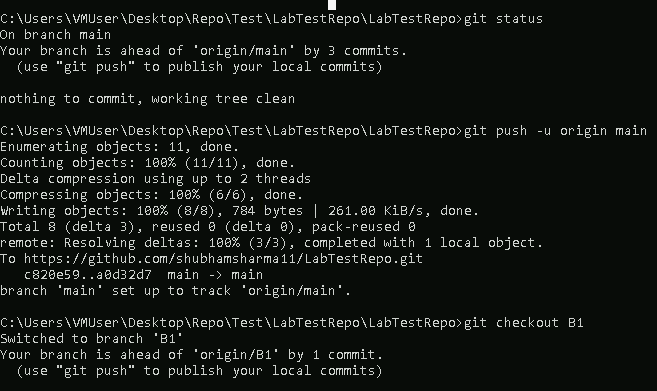 C:\Users\VMUser\Desktop\Repo\Test\LabTestRepo\LabTestRepo>git status
On branch main
Your branch is ahead of 'origin/main' by 3 commits.
  (use "git push" to publish your local commits)

nothing to commit, working tree clean

C:\Users\VMUser\Desktop\Repo\Test\LabTestRepo\LabTestRepo>git push -u origin main
Enumerating objects: 11, done.
Counting objects: 100% (11/11), done.
Delta compression using up to 2 threads
Compressing objects: 100% (6/6), done.
Writing objects: 100% (8/8), 784 bytes | 261.00 KiB/s, done.
Total 8 (delta 3), reused 0 (delta 0), pack-reused 0
remote: Resolving deltas: 100% (3/3), completed with 1 local object.
To https://github.com/shubhamsharma11/LabTestRepo.git
   c820e59..a0d32d7  main -> main
branch 'main' set up to track 'origin/main'.

C:\Users\VMUser\Desktop\Repo\Test\LabTestRepo\LabTestRepo>git checkout B1
Switched to branch 'B1'
Your branch is ahead of 'origin/B1' by 1 commit.
  (use "git push" to publish your local commits)